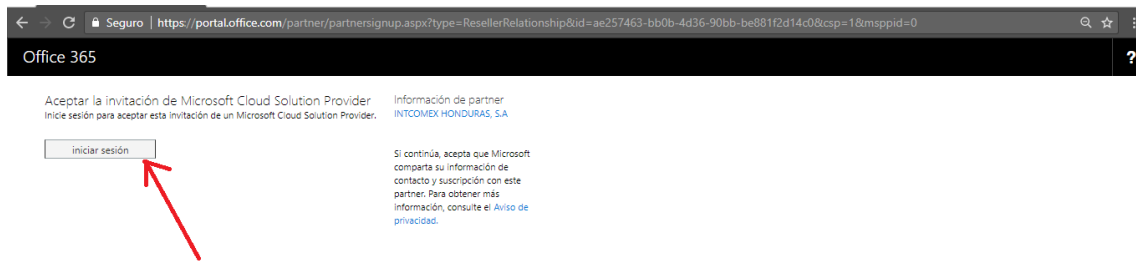 Seguro | https://portal.office.com/partner/partnersignup.aspx?type=ResellerRelationship&id=ae257463-bb0b-4d36-90bb-be881f2d14c0&csp=1&msppid=0
Office 365
?
Aceptar la invitación de Microsoft Cloud Solution Provider
Inicie sesión para aceptar esta invitación de un Microsoft Cloud Solution Provider.
iniciar sesión
Información de partner
INTCOMEX HONDURAS, S.A
Si continúa, acepta que Microsoft
comparta su información de
contacto y suscripción con este
partner. Para obtener más
información, consulte el Aviso de
privacidad.